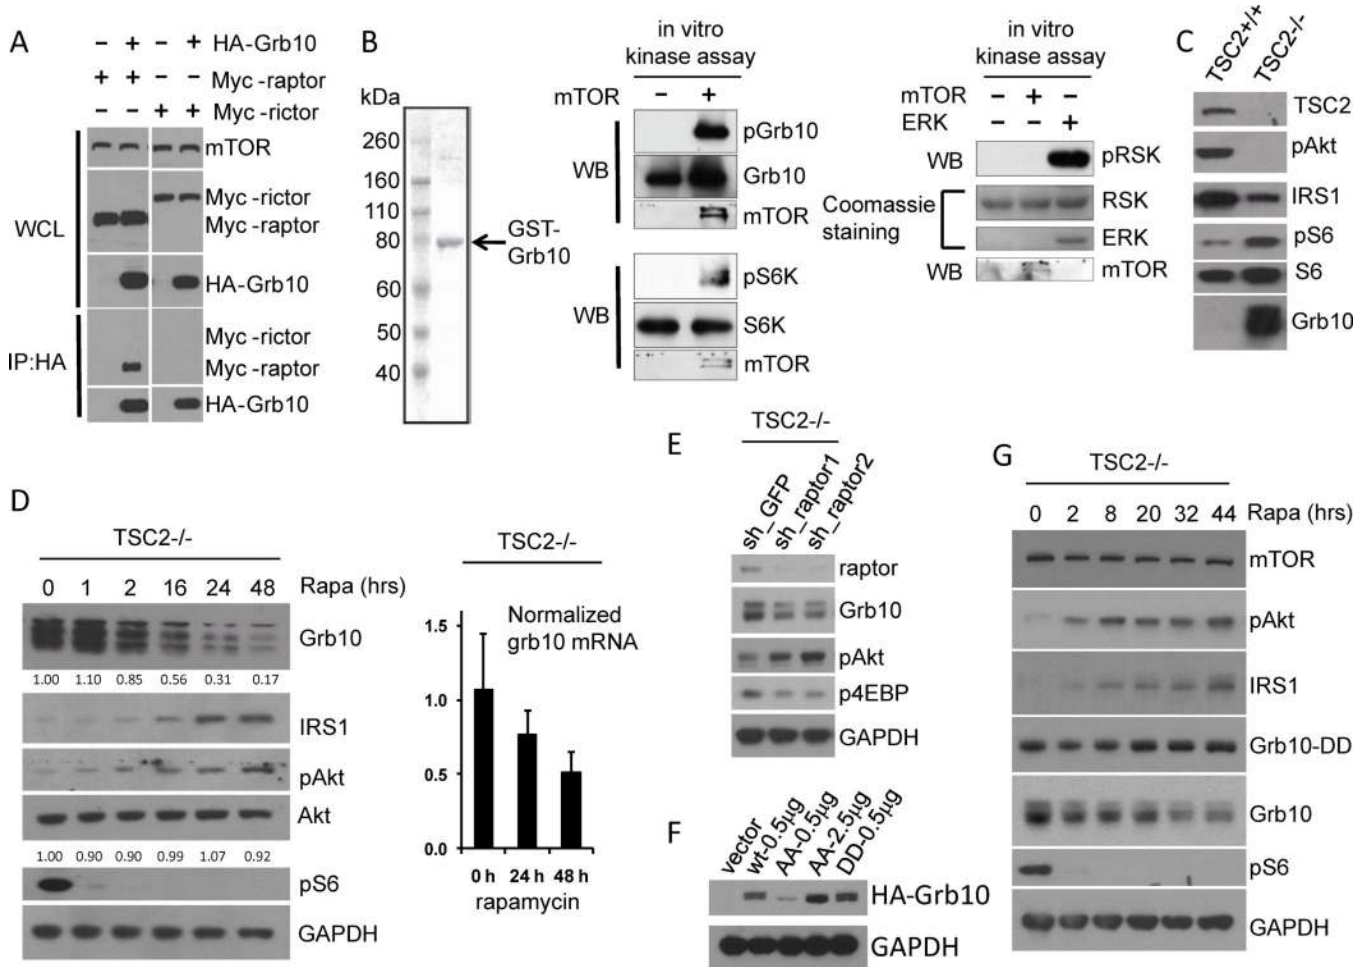 A
- + - + HA-Grb10
+ + - - Myc -raptor
- - + + Myc -rictor
WCL
mTOR
Myc -rictor
Myc -raptor
HA-Grb10
IP:HA
Myc -rictor
Myc -raptor
HA-Grb10
B
kDa
260
160
110
80
60
50
40
GST-
Grb10
in vitro
kinase assay
mTOR - +
WB
pGrb10
Grb10
mTOR
WB
pS6K
S6K
mTOR
in vitro
kinase assay
mTOR - + -
ERK - - +
WB pRSK
Coomassie
staining
RSK
ERK
WB mTOR
C
TSC2+/+
TSC2-/-
TSC2
pAkt
IRS1
pS6
S6
Grb10
D
TSC2-/-
0 1 2 16 24 48 Rapa (hrs)
Grb10
1.00 1.10 0.85 0.56 0.31 0.17
IRS1
pAkt
Akt
1.00 0.90 0.90 0.99 1.07 0.92
pS6
GAPDH
TSC2-/-
Normalized
grb10 mRNA
1.5
1.0
0.5
0.0
0 h 24 h 48 h
rapamycin
E
TSC2-/-
sh_GFP
sh_raptor1
sh_raptor2
raptor
Grb10
pAkt
p4EBP
GAPDH
F
vector
wt-0.5µg
AA-0.5µg
AA-2.5µg
DD-0.5µg
HA-Grb10
GAPDH
G
TSC2-/-
0 2 8 20 32 44 Rapa (hrs)
mTOR
pAkt
IRS1
Grb10-DD
Grb10
pS6
GAPDH